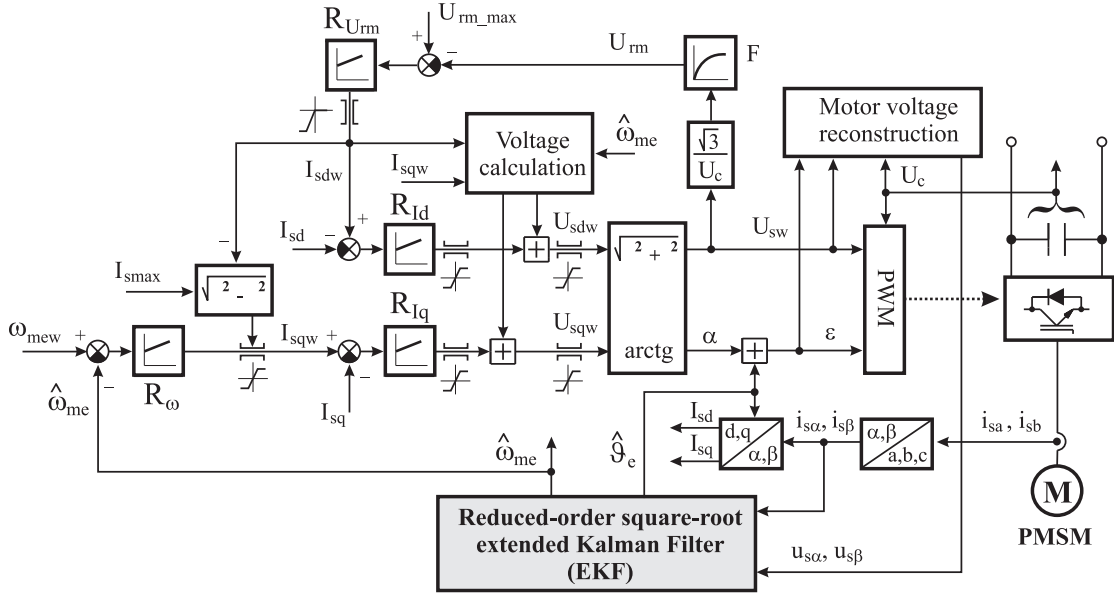 R_Urm
U_rm_max
+
−
U_rm
F
√3
U_c
Motor voltage
reconstruction
U_c
Voltage
calculation
ω̂_me
I_sdw
I_sqw
+
−
I_sd
R_Id
+
U_sdw
√ ² + ²
U_sw
PWM
I_smax
−
√ ² - ²
ω_mew
+
−
R_ω
I_sqw
+
−
I_sq
R_Iq
+
U_sqw
arctg
α
+
ε
ω̂_me
ω̂_me
ϑ̂_e
I_sd
I_sq
d,q
α,β
i_sα, i_sβ
α,β
a,b,c
i_sa, i_sb
M
PMSM
Reduced-order square-root
extended Kalman Filter
(EKF)
u_sα, u_sβ